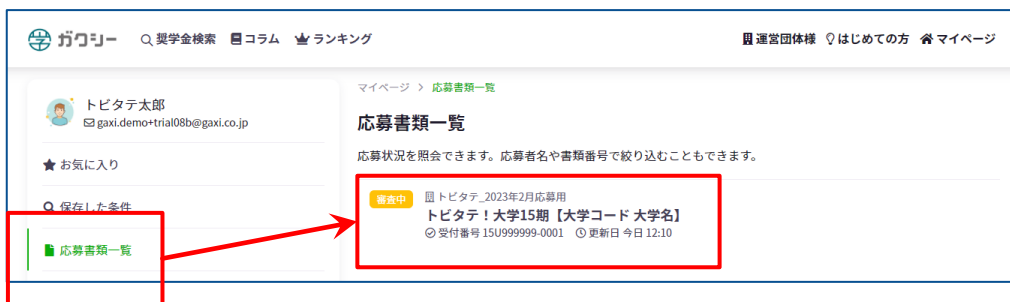 ガクシー 奨学金検索 コラム ランキング 運営団体様 はじめての方 マイページ
トビタテ太郎
gaxi.demo+trial08b@gaxi.co.jp
お気に入り
保存した条件
応募書類一覧
マイページ > 応募書類一覧
応募書類一覧
応募状況を照会できます。応募者名や書類番号で絞り込むこともできます。
審査中 トビタテ_2023年2月応募用
トビタテ！大学15期【大学コード 大学名】
受付番号 15U999999-0001 更新日 今日 12:10